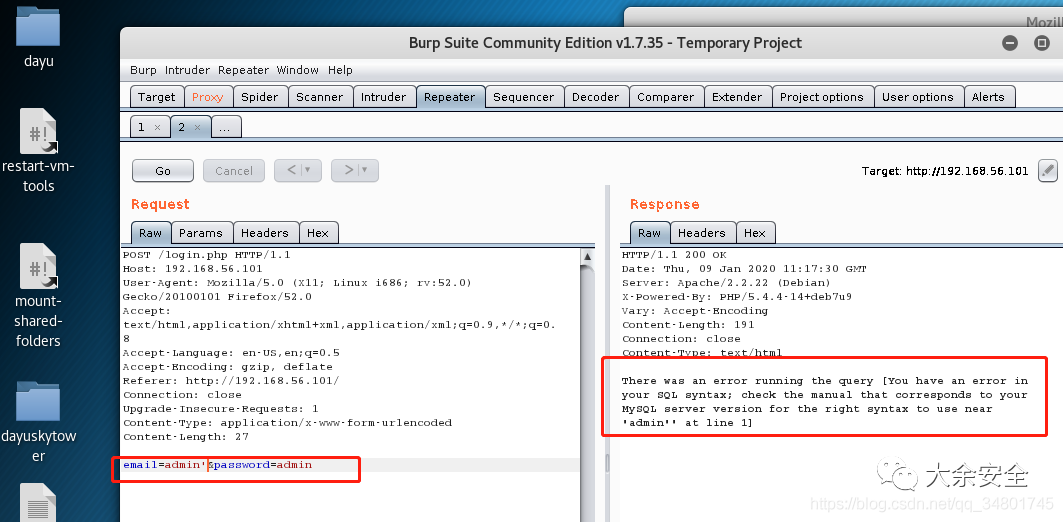 dayu
restart-vm-
tools
mount-
shared-
folders
dayuskytow
er
Mozil
Burp Suite Community Edition v1.7.35 - Temporary Project
Burp Intruder Repeater Window Help
Target Proxy Spider Scanner Intruder Repeater Sequencer Decoder Comparer Extender Project options User options Alerts
1 × 2 × ...
Go Cancel < > Target: http://192.168.56.101
Request
Raw Params Headers Hex
POST /login.php HTTP/1.1
Host: 192.168.56.101
User-Agent: Mozilla/5.0 (X11; Linux i686; rv:52.0)
Gecko/20100101 Firefox/52.0
Accept:
text/html,application/xhtml+xml,application/xml;q=0.9,*/*;q=0.
8
Accept-Language: en-US,en;q=0.5
Accept-Encoding: gzip, deflate
Referer: http://192.168.56.101/
Connection: close
Upgrade-Insecure-Requests: 1
Content-Type: application/x-www-form-urlencoded
Content-Length: 27
email=admin'&password=admin
Response
Raw Headers Hex
HTTP/1.1 200 OK
Date: Thu, 09 Jan 2020 11:17:30 GMT
Server: Apache/2.2.22 (Debian)
X-Powered-By: PHP/5.4.4-14+deb7u9
Vary: Accept-Encoding
Content-Length: 191
Connection: close
Content-Type: text/html
There was an error running the query [You have an error in
your SQL syntax; check the manual that corresponds to your
MySQL server version for the right syntax to use near
'admin'' at line 1]
大余安全
https://blog.csdn.net/qq_34801745